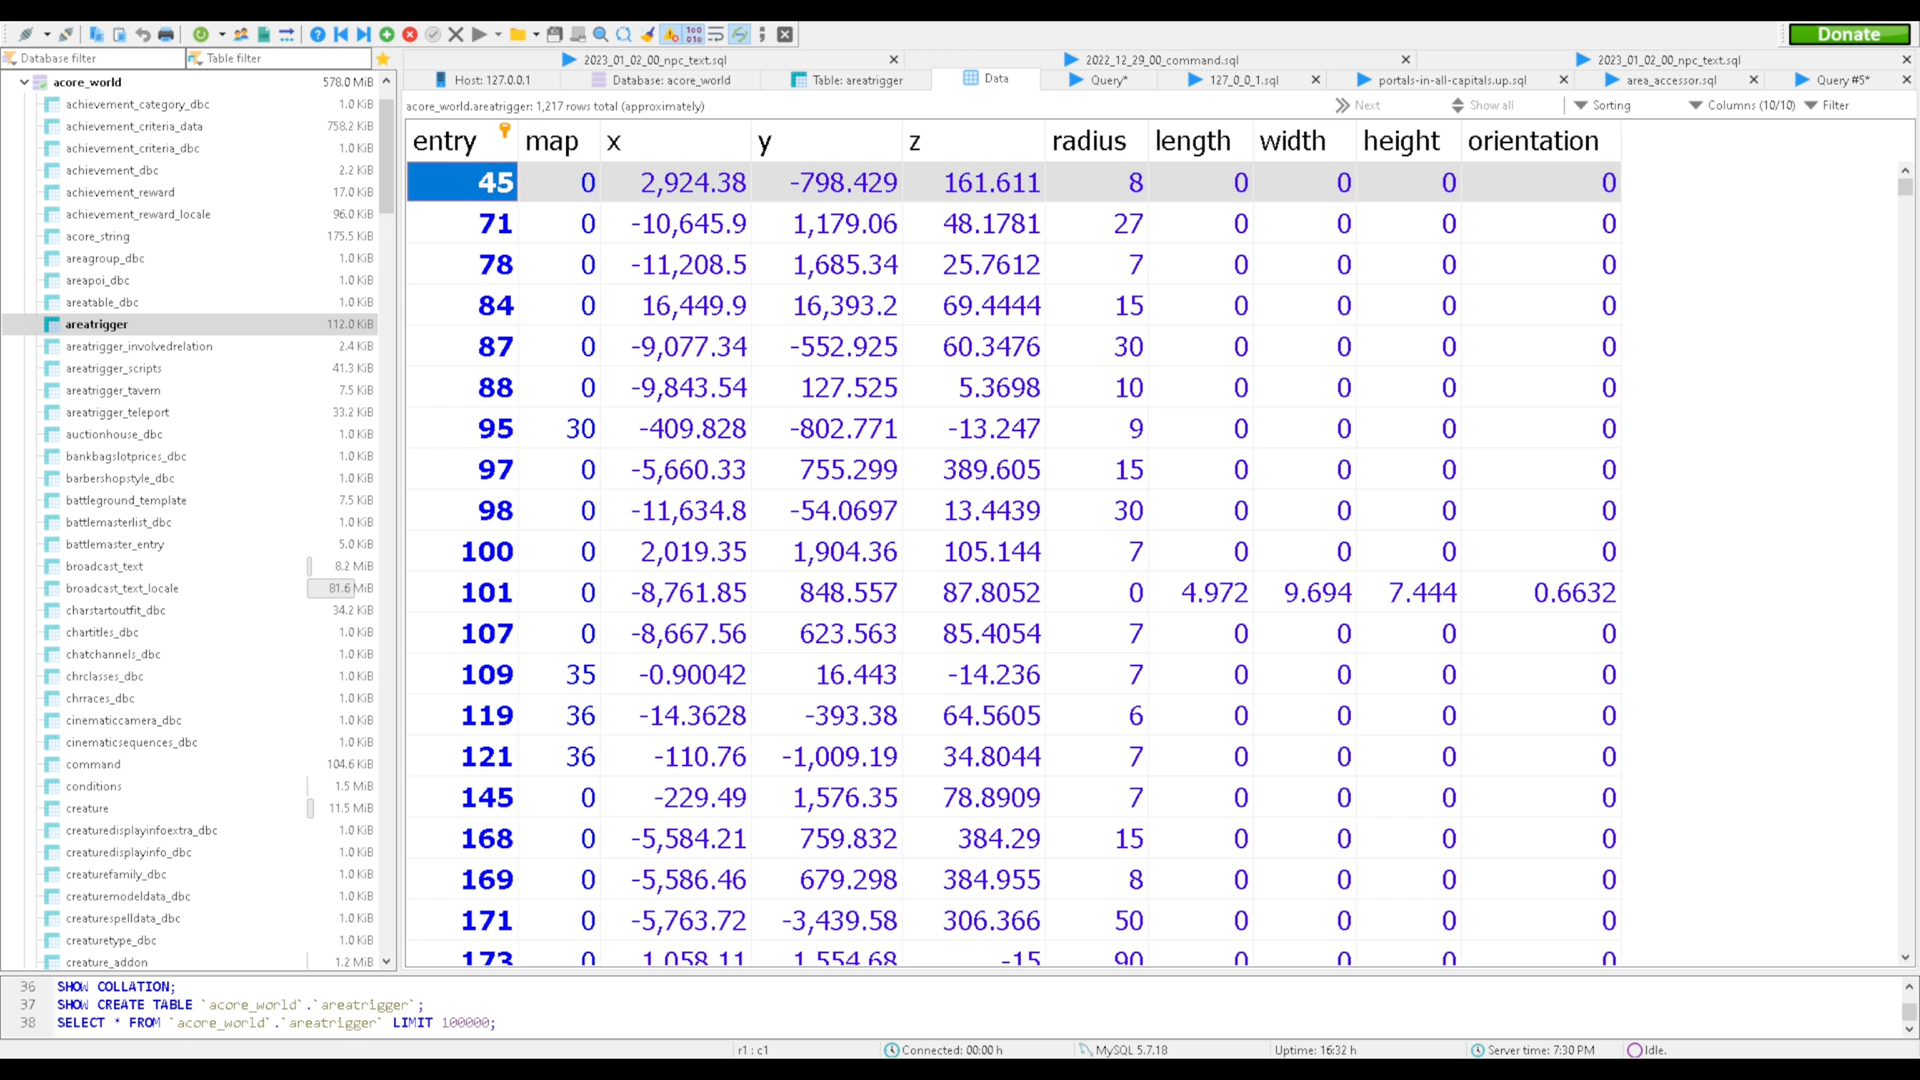 Donate
Database filter
Table filter
2023_01_02_00_npc_text.sql
2022_12_29_00_command.sql
2023_01_02_00_npc_text.sql
Host: 127.0.0.1
Database: acore_world
Table: areatrigger
Data
Query*
127_0_0_1.sql
portals-in-all-capitals.up.sql
area_accessor.sql
Query #5*
acore_world.areatrigger: 1,217 rows total (approximately)
Next
Show all
Sorting
Columns (10/10)
Filter
acore_world 578.0 MiB
achievement_category_dbc 1.0 KiB
achievement_criteria_data 758.2 KiB
achievement_criteria_dbc 1.0 KiB
achievement_dbc 2.2 KiB
achievement_reward 17.0 KiB
achievement_reward_locale 96.0 KiB
acore_string 175.5 KiB
areagroup_dbc 1.0 KiB
areapoi_dbc 1.0 KiB
areatable_dbc 1.0 KiB
areatrigger 112.0 KiB
areatrigger_involvedrelation 2.4 KiB
areatrigger_scripts 41.3 KiB
areatrigger_tavern 7.5 KiB
areatrigger_teleport 33.2 KiB
auctionhouse_dbc 1.0 KiB
bankbagslotprices_dbc 1.0 KiB
barbershopstyle_dbc 1.0 KiB
battleground_template 7.5 KiB
battlemasterlist_dbc 1.0 KiB
battlemaster_entry 5.0 KiB
broadcast_text 8.2 MiB
broadcast_text_locale 81.6 MiB
charstartoutfit_dbc 34.2 KiB
chartitles_dbc 1.0 KiB
chatchannels_dbc 1.0 KiB
chrclasses_dbc 1.0 KiB
chrraces_dbc 1.0 KiB
cinematiccamera_dbc 1.0 KiB
cinematicsequences_dbc 1.0 KiB
command 104.6 KiB
conditions 1.5 MiB
creature 11.5 MiB
creaturedisplayinfoextra_dbc 1.0 KiB
creaturedisplayinfo_dbc 1.0 KiB
creaturefamily_dbc 1.0 KiB
creaturemodeldata_dbc 1.0 KiB
creaturespelldata_dbc 1.0 KiB
creaturetype_dbc 1.0 KiB
creature_addon 1.2 MiB
entry map x y z radius length width height orientation
45 0 2,924.38 -798.429 161.611 8 0 0 0 0
71 0 -10,645.9 1,179.06 48.1781 27 0 0 0 0
78 0 -11,208.5 1,685.34 25.7612 7 0 0 0 0
84 0 16,449.9 16,393.2 69.4444 15 0 0 0 0
87 0 -9,077.34 -552.925 60.3476 30 0 0 0 0
88 0 -9,843.54 127.525 5.3698 10 0 0 0 0
95 30 -409.828 -802.771 -13.247 9 0 0 0 0
97 0 -5,660.33 755.299 389.605 15 0 0 0 0
98 0 -11,634.8 -54.0697 13.4439 30 0 0 0 0
100 0 2,019.35 1,904.36 105.144 7 0 0 0 0
101 0 -8,761.85 848.557 87.8052 0 4.972 9.694 7.444 0.6632
107 0 -8,667.56 623.563 85.4054 7 0 0 0 0
109 35 -0.90042 16.443 -14.236 7 0 0 0 0
119 36 -14.3628 -393.38 64.5605 6 0 0 0 0
121 36 -110.76 -1,009.19 34.8044 7 0 0 0 0
145 0 -229.49 1,576.35 78.8909 7 0 0 0 0
168 0 -5,584.21 759.832 384.29 15 0 0 0 0
169 0 -5,586.46 679.298 384.955 8 0 0 0 0
171 0 -5,763.72 -3,439.58 306.366 50 0 0 0 0
173 0 1,058.11 1,554.68 -15 90 0 0 0 0
36 SHOW COLLATION;
37 SHOW CREATE TABLE `acore_world`.`areatrigger`;
38 SELECT * FROM `acore_world`.`areatrigger` LIMIT 100000;
r1 : c1
Connected: 00:00 h
MySQL 5.7.18
Uptime: 16:32 h
Server time: 7:30 PM
Idle.